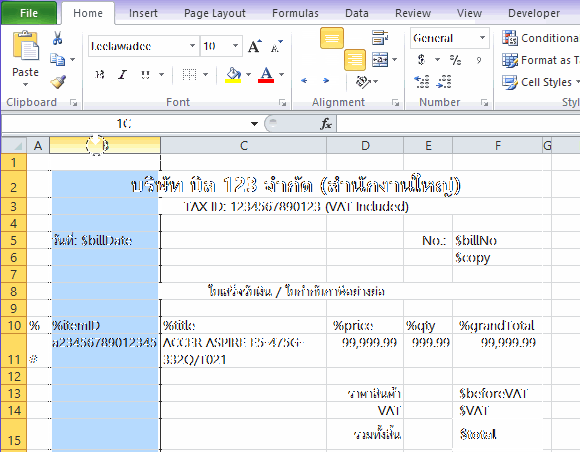 File Home Insert Page Layout Formulas Data Review View Developer
Paste
Leelawadee 10 A A
B I U A
General
$ % ,
Conditiona
Format as T
Cell Styles
Clipboard Font Alignment Number Styles
1C fx
A C D E F G
1
2 บริษัท บิล 123 จำกัด (สำนักงานใหญ่)
3 TAX ID: 1234567890123 (VAT Included)
4
5 วันที่: $billDate No.: $billNo
6 $copy
7
8 ใบเสร็จรับเงิน / ใบกำกับภาษีอย่างย่อ
9
10 % %itemID %title %price %qty %grandTotal
a23456789012345 ACCER ASPIRE E5-475G- 99,999.99 999.99 99,999.99
11 # 332Q/T021
12
13 ราคาสินค้า $beforeVAT
14 VAT $VAT
15 รวมทั้งสิ้น $total